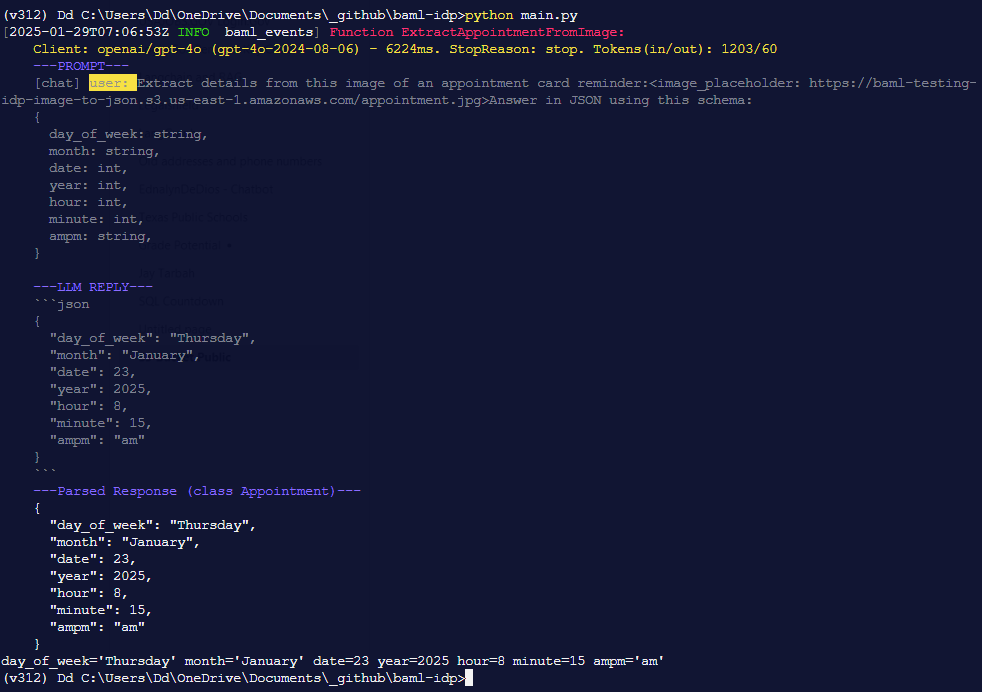 (v312) Dd C:\Users\Dd\OneDrive\Documents\_github\baml-idp>python main.py
[2025-01-29T07:06:53Z INFO  baml_events] Function ExtractAppointmentFromImage:
    Client: openai/gpt-4o (gpt-4o-2024-08-06) - 6224ms. StopReason: stop. Tokens(in/out): 1203/60
    ---PROMPT---
    [chat] user: Extract details from this image of an appointment card reminder:<image_placeholder: https://baml-testing-
idp-image-to-json.s3.us-east-1.amazonaws.com/appointment.jpg>Answer in JSON using this schema:
    {
      day_of_week: string,
      month: string,
      date: int,
      year: int,
      hour: int,
      minute: int,
      ampm: string,
    }
    ---LLM REPLY---
    ```json
    {
      "day_of_week": "Thursday",
      "month": "January",
      "date": 23,
      "year": 2025,
      "hour": 8,
      "minute": 15,
      "ampm": "am"
    }
    ```
    ---Parsed Response (class Appointment)---
    {
      "day_of_week": "Thursday",
      "month": "January",
      "date": 23,
      "year": 2025,
      "hour": 8,
      "minute": 15,
      "ampm": "am"
    }
day_of_week='Thursday' month='January' date=23 year=2025 hour=8 minute=15 ampm='am'
(v312) Dd C:\Users\Dd\OneDrive\Documents\_github\baml-idp>